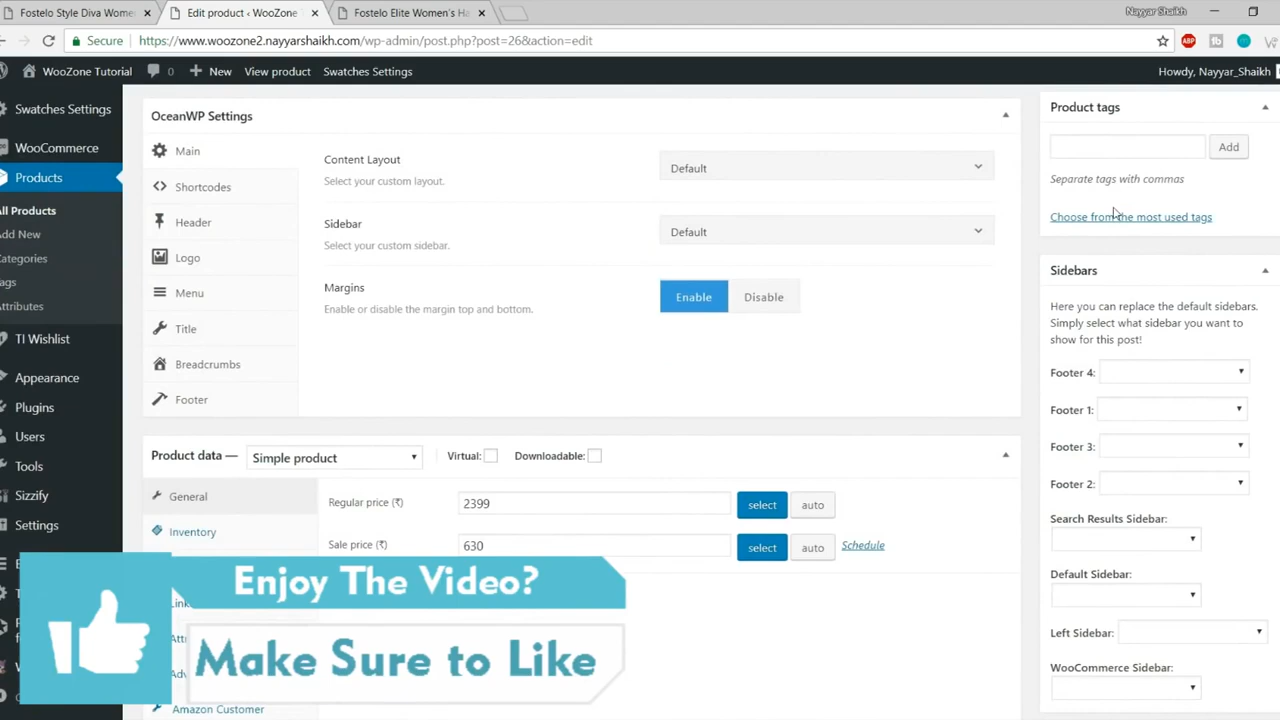 Fostelo Style Diva Wome
Edit product ‹ WooZone
Fostelo Elite Women's Ha
Nayyar Shaikh
Secure
https://www.woozone2.nayyarshaikh.com/wp-admin/post.php?post=26&action=edit
ABP
WooZone Tutorial
0
New
View product
Swatches Settings
Howdy, Nayyar_Shaikh
Swatches Settings
WooCommerce
Products
All Products
Add New
Categories
Tags
Attributes
TI Wishlist
Appearance
Plugins
Users
Tools
Sizzify
Settings
OceanWP Settings
Main
Shortcodes
Header
Logo
Menu
Title
Breadcrumbs
Footer
Content Layout
Select your custom layout.
Default
Sidebar
Select your custom sidebar.
Default
Margins
Enable or disable the margin top and bottom.
Enable
Disable
Product data —
Simple product
Virtual:
Downloadable:
General
Inventory
Regular price (₹)
2399
select
auto
Sale price (₹)
630
select
auto
Schedule
Link
Att
Adv
Amazon Customer
Enjoy The Video?
Make Sure to Like
Product tags
Add
Separate tags with commas
Choose from the most used tags
Sidebars
Here you can replace the default sidebars.
Simply select what sidebar you want to
show for this post!
Footer 4:
Footer 1:
Footer 3:
Footer 2:
Search Results Sidebar:
Default Sidebar:
Left Sidebar:
WooCommerce Sidebar: